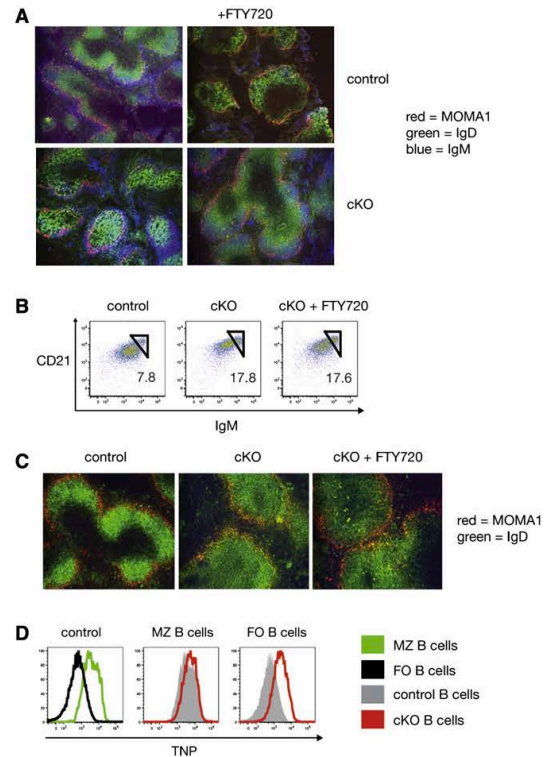 A
+FTY720
control
red = MOMA1
green = IgD
blue = IgM
cKO
B
control
cKO
cKO + FTY720
CD21
7.8
17.8
17.6
IgM
C
control
cKO
cKO + FTY720
red = MOMA1
green = IgD
D
control
MZ B cells
FO B cells
MZ B cells
FO B cells
control B cells
cKO B cells
TNP